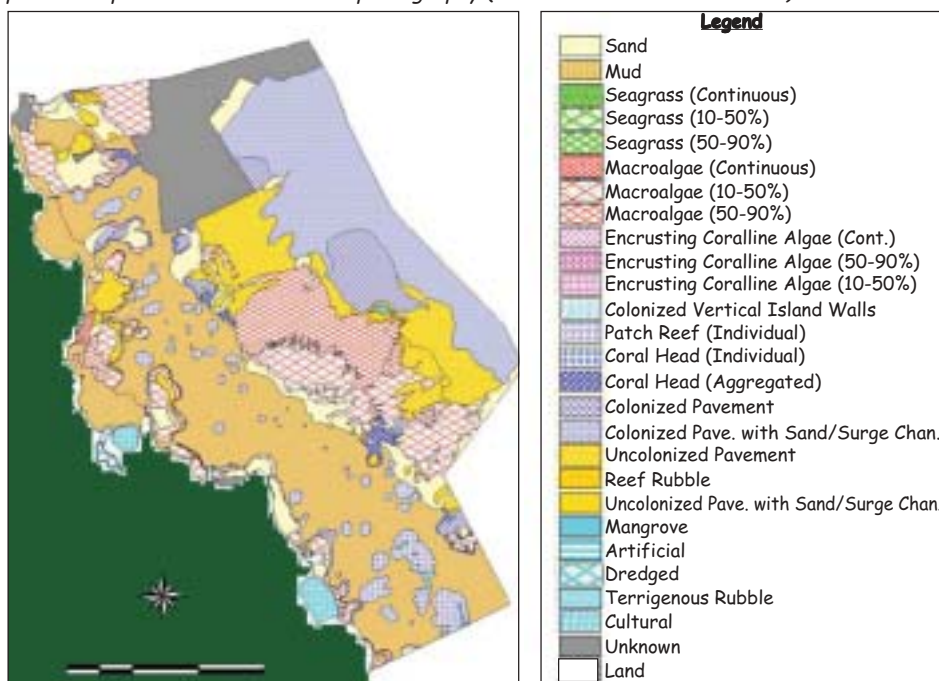 Legend
Sand
Mud
Seagrass (Continuous)
Seagrass (10-50%)
Seagrass (50-90%)
Macroalgae (Continuous)
Macroalgae (10-50%)
Macroalgae (50-90%)
Encrusting Coralline Algae (Cont.)
Encrusting Coralline Algae (50-90%)
Encrusting Coralline Algae (10-50%)
Colonized Vertical Island Walls
Patch Reef (Individual)
Coral Head (Individual)
Coral Head (Aggregated)
Colonized Pavement
Colonized Pave. with Sand/Surge Chan.
Uncolonized Pavement
Reef Rubble
Uncolonized Pave. with Sand/Surge Chan.
Mangrove
Artificial
Dredged
Terrigenous Rubble
Cultural
Unknown
Land